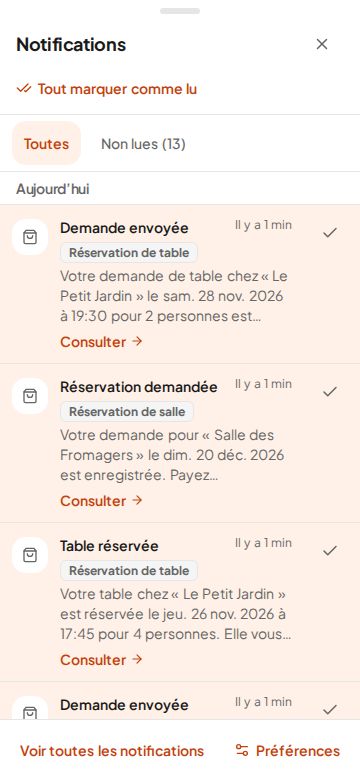 Notifications
Tout marquer comme lu
Toutes
Non lues (13)
Aujourd'hui
Demande envoyée
Il y a 1 min
Réservation de table
Votre demande de table chez « Le
Petit Jardin » le sam. 28 nov. 2026
à 19:30 pour 2 personnes est…
Consulter →
Réservation demandée
Il y a 1 min
Réservation de salle
Votre demande pour « Salle des
Fromagers » le dim. 20 déc. 2026
est enregistrée. Payez…
Consulter →
Table réservée
Il y a 1 min
Réservation de table
Votre table chez « Le Petit Jardin »
est réservée le jeu. 26 nov. 2026 à
17:45 pour 4 personnes. Elle vous…
Consulter →
Demande envoyée
Il y a 1 min
Voir toutes les notifications
Préférences